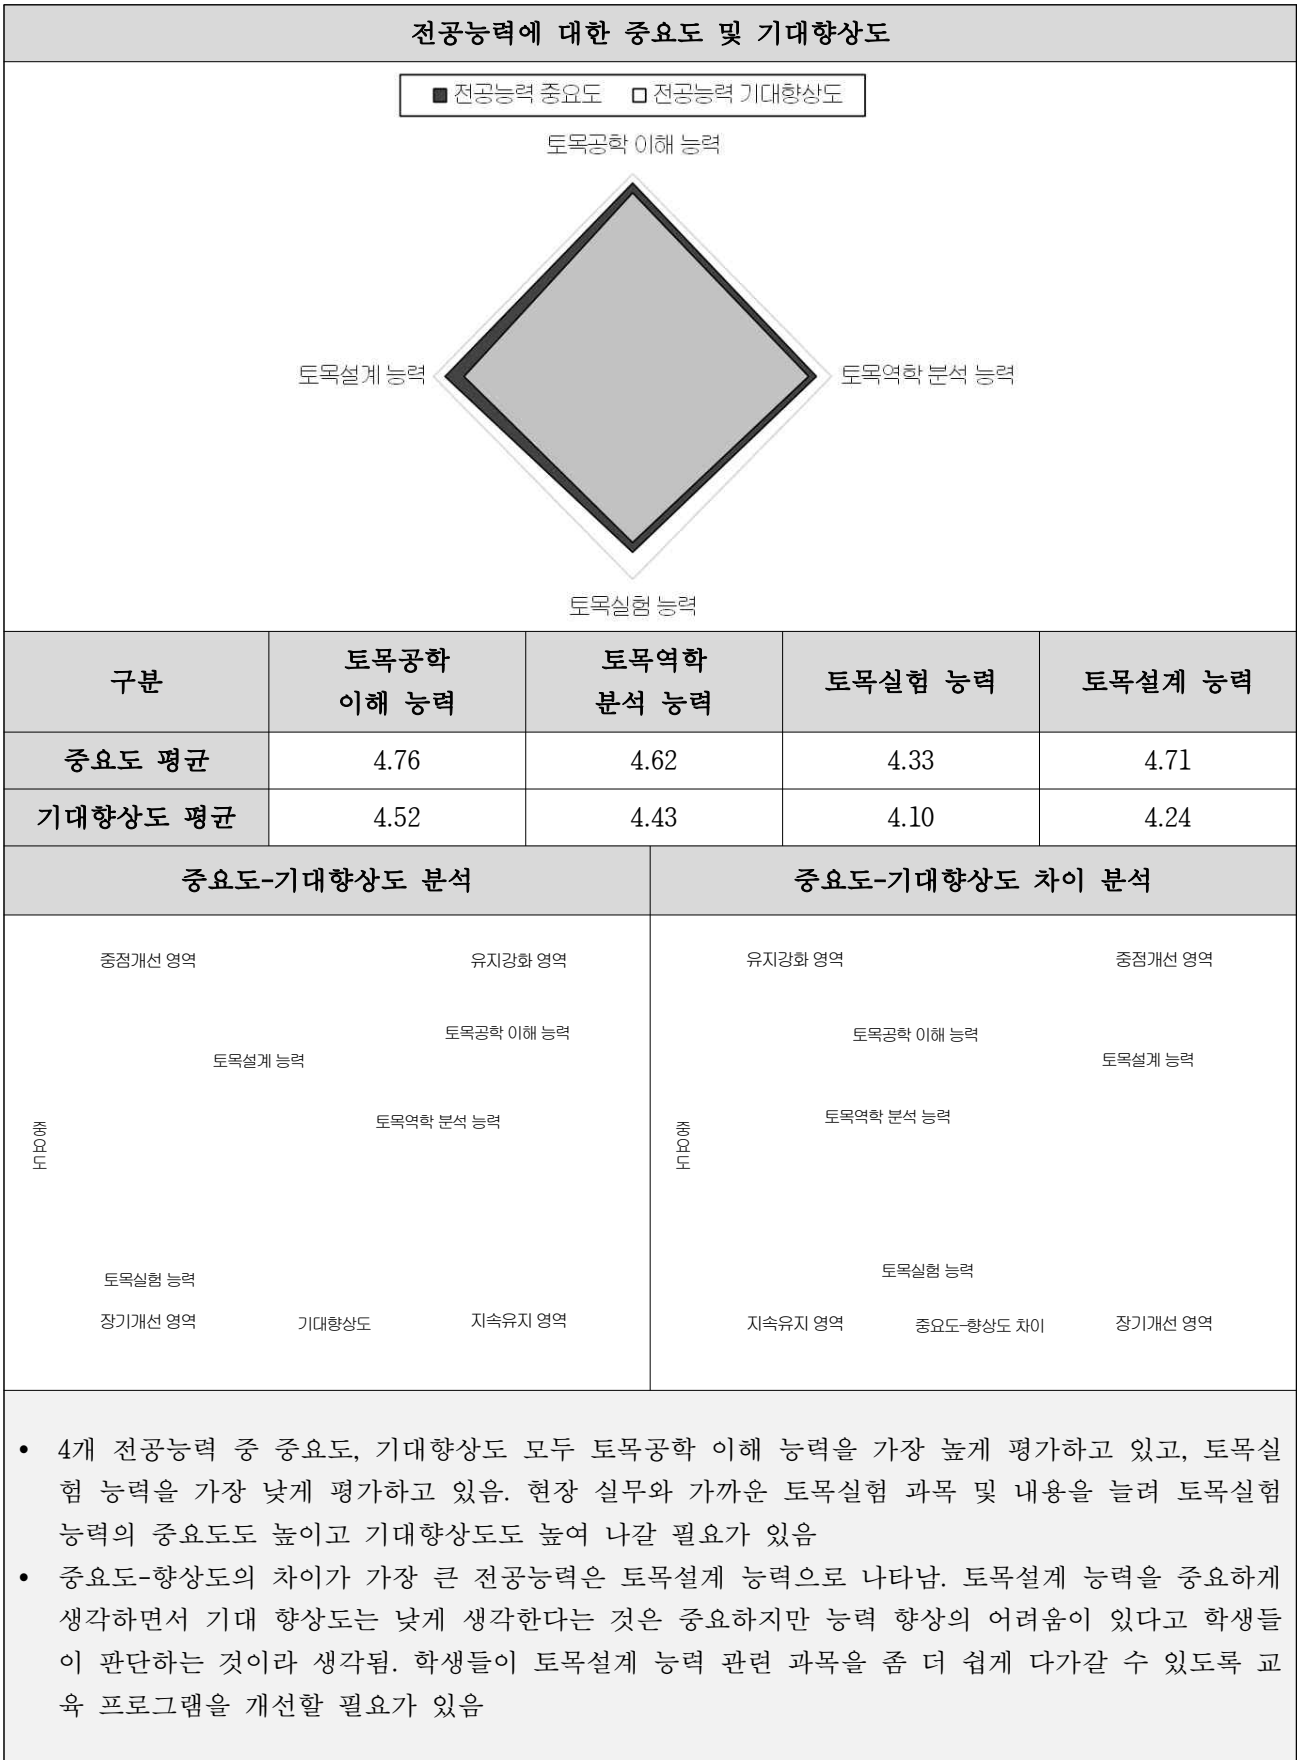 전공능력에 대한 중요도 및 기대향상도
■ 전공능력 중요도 □ 전공능력 기대향상도
토목공학 이해 능력
토목설계 능력
토목역학 분석 능력
토목실험 능력
구분
토목공학
이해 능력
토목역학
분석 능력
토목실험 능력
토목설계 능력
중요도 평균 4.76 4.62 4.33 4.71
기대향상도 평균 4.52 4.43 4.10 4.24
중요도-기대향상도 분석
중점개선 영역 유지강화 영역
토목공학 이해 능력
토목설계 능력
토목역학 분석 능력
중요도
토목실험 능력
장기개선 영역 기대향상도 지속유지 영역
중요도-기대향상도 차이 분석
유지강화 영역 중점개선 영역
토목공학 이해 능력
토목설계 능력
토목역학 분석 능력
중요도
토목실험 능력
지속유지 영역 중요도-향상도 차이 장기개선 영역
• 4개 전공능력 중 중요도, 기대향상도 모두 토목공학 이해 능력을 가장 높게 평가하고 있고, 토목실
험 능력을 가장 낮게 평가하고 있음. 현장 실무와 가까운 토목실험 과목 및 내용을 늘려 토목실험
능력의 중요도도 높이고 기대향상도도 높여 나갈 필요가 있음
• 중요도-향상도의 차이가 가장 큰 전공능력은 토목설계 능력으로 나타남. 토목설계 능력을 중요하게
생각하면서 기대 향상도는 낮게 생각한다는 것은 중요하지만 능력 향상의 어려움이 있다고 학생들
이 판단하는 것이라 생각됨. 학생들이 토목설계 능력 관련 과목을 좀 더 쉽게 다가갈 수 있도록 교
육 프로그램을 개선할 필요가 있음